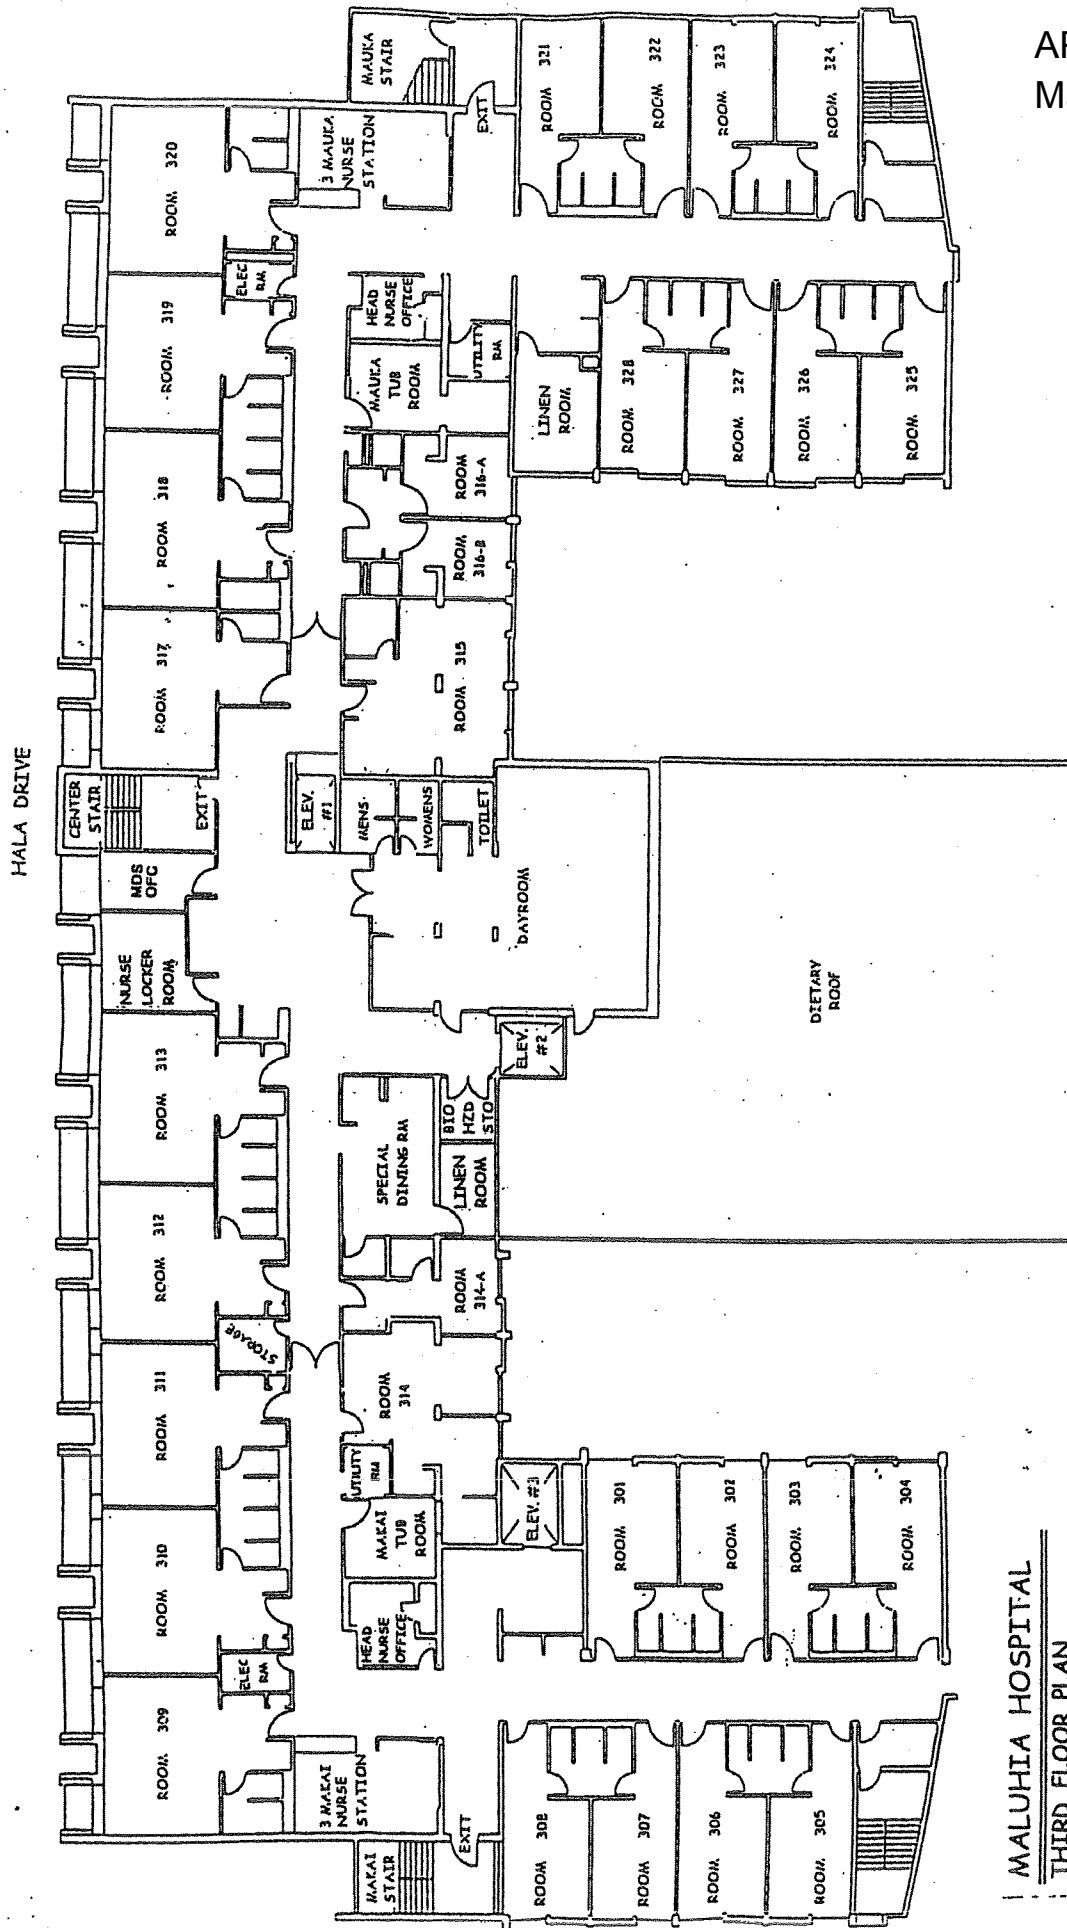 AP
Ma
HALA DRIVE
MAUKA
STAIR
EXIT
ROOM 321
ROOM 322
ROOM 323
ROOM 324
ROOM 320
3 MAUKA
NURSE
STATION
ELEC
RM
HEAD
NURSE
OFFICE
ROOM 319
MAUKA
TUB
ROOM
UTILITY
RM
LINEN
ROOM
ROOM 328
ROOM 327
ROOM 326
ROOM 325
ROOM 318
ROOM
316-A
ROOM
316-B
ROOM 317
ROOM 315
CENTER
STAIR
EXIT
ELEV.
#1
MENS
WOMENS
TOILET
MDS
OFC
NURSE
LOCKER
ROOM
DAYROOM
DIETARY
ROOF
ELEV.
#2
ROOM 313
SPECIAL
DINING RM
BIO
HZD
STO
LINEN
ROOM
ROOM 312
ROOM
314-A
STORAGE
ROOM 311
ROOM
314
UTILITY
RM
ELEV. #3
ROOM 301
ROOM 302
ROOM 303
ROOM 304
ROOM 310
MAKAI
TUB
ROOM
HEAD
NURSE
OFFICE
ELEC
RM
ROOM 309
3 MAKAI
NURSE
STATION
MAKAI
STAIR
EXIT
ROOM 308
ROOM 307
ROOM 306
ROOM 305
MALUHIA HOSPITAL
THIRD FLOOR PLAN